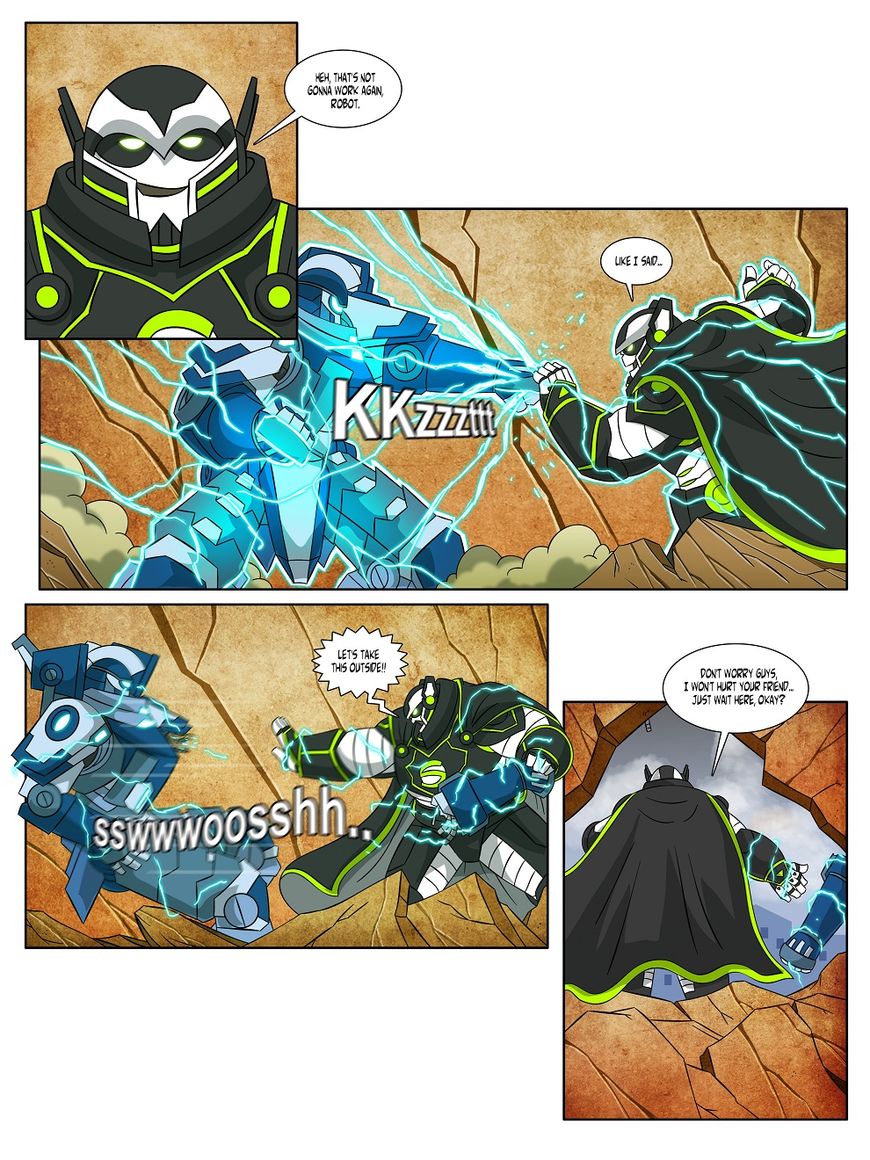 HEH, THAT'S NOT
GONNA WORK AGAIN,
ROBOT.
LIKE I SAID...
KKzzzttt
LET'S TAKE
THIS OUTSIDE!!
sswwwoosshh..
DON'T WORRY GUYS,
I WON'T HURT YOUR FRIEND...
JUST WAIT HERE, OKAY?